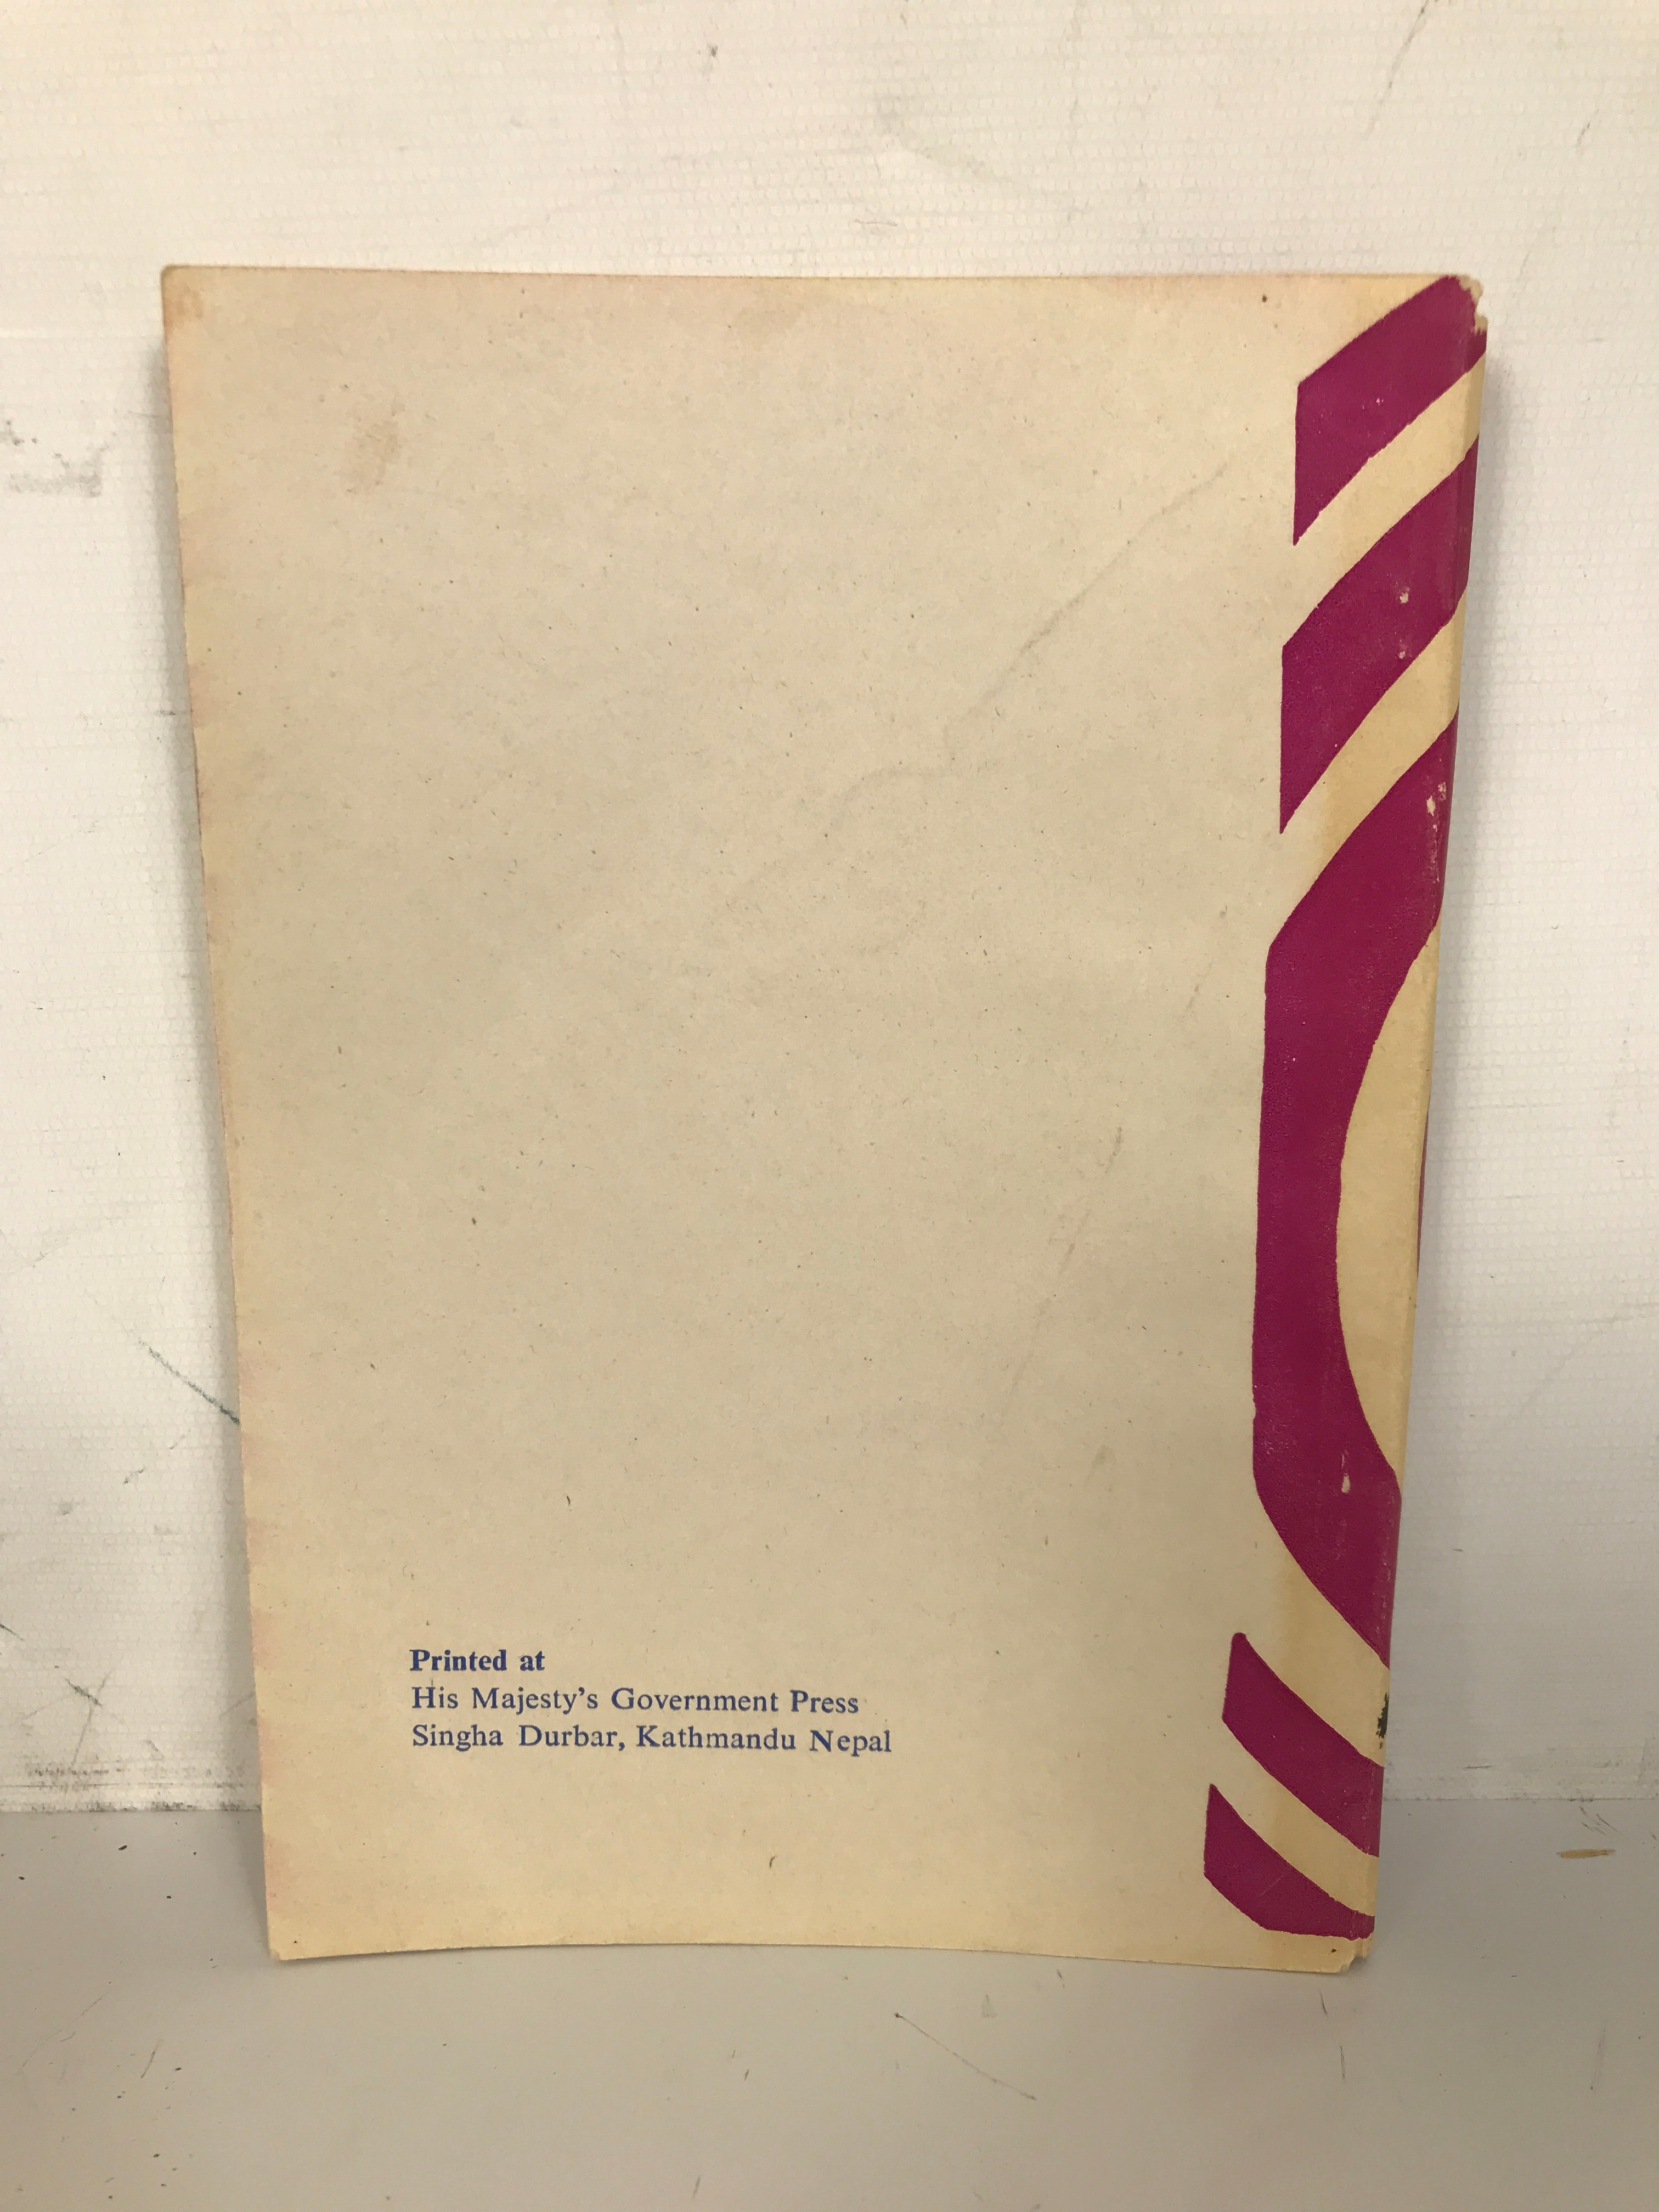 Printed at
His Majesty's Government Press
Singha Durbar, Kathmandu Nepal